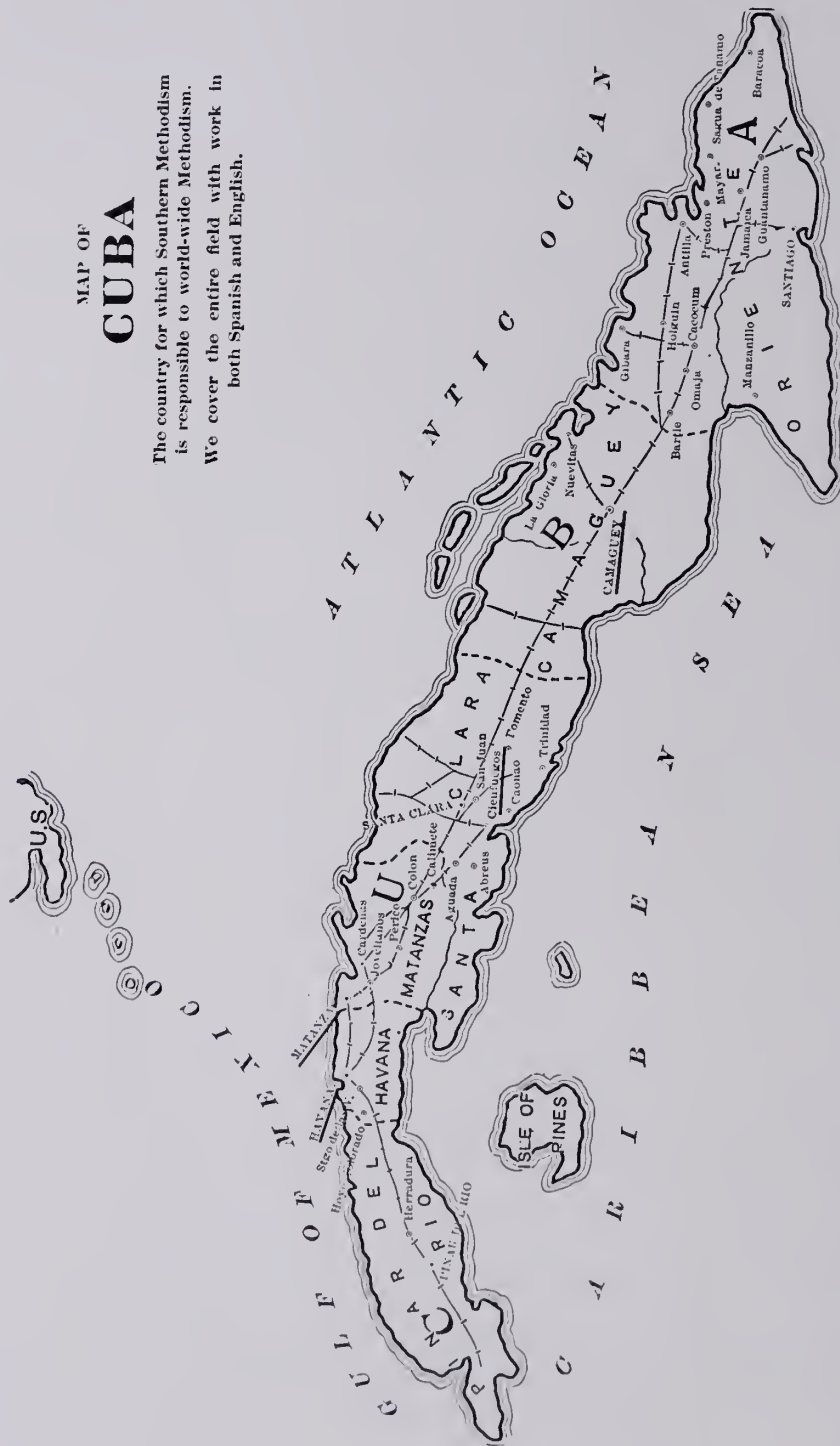 MAP OF
CUBA
The country for which Southern Methodism
is responsible to world-wide Methodism.
We cover the entire field with work in
both Spanish and English.
U.S.
GULF OF MEXICO
ATLANTIC OCEAN
CARIBBEAN SEA
CUBA
ISLE OF
PINES
PINAR DEL RIO
HAVANA
MATANZAS
SANTA CLARA
CAMAGUEY
ORIENTE
HAVANA
Herradura
Cardenas
Jovellanos
Perico
Colon
Calimete
Aguada
Abreus
Cienfuegos
Caonao
San Juan
Fomento
Trinidad
La Gloria
Nuevitas
CAMAGUEY
Bartle
Omaja
Cacocum
Holguin
Gibara
Antilla
Preston
Jamaica
Guantanamo
Baracoa
Manzanillo
SANTIAGO